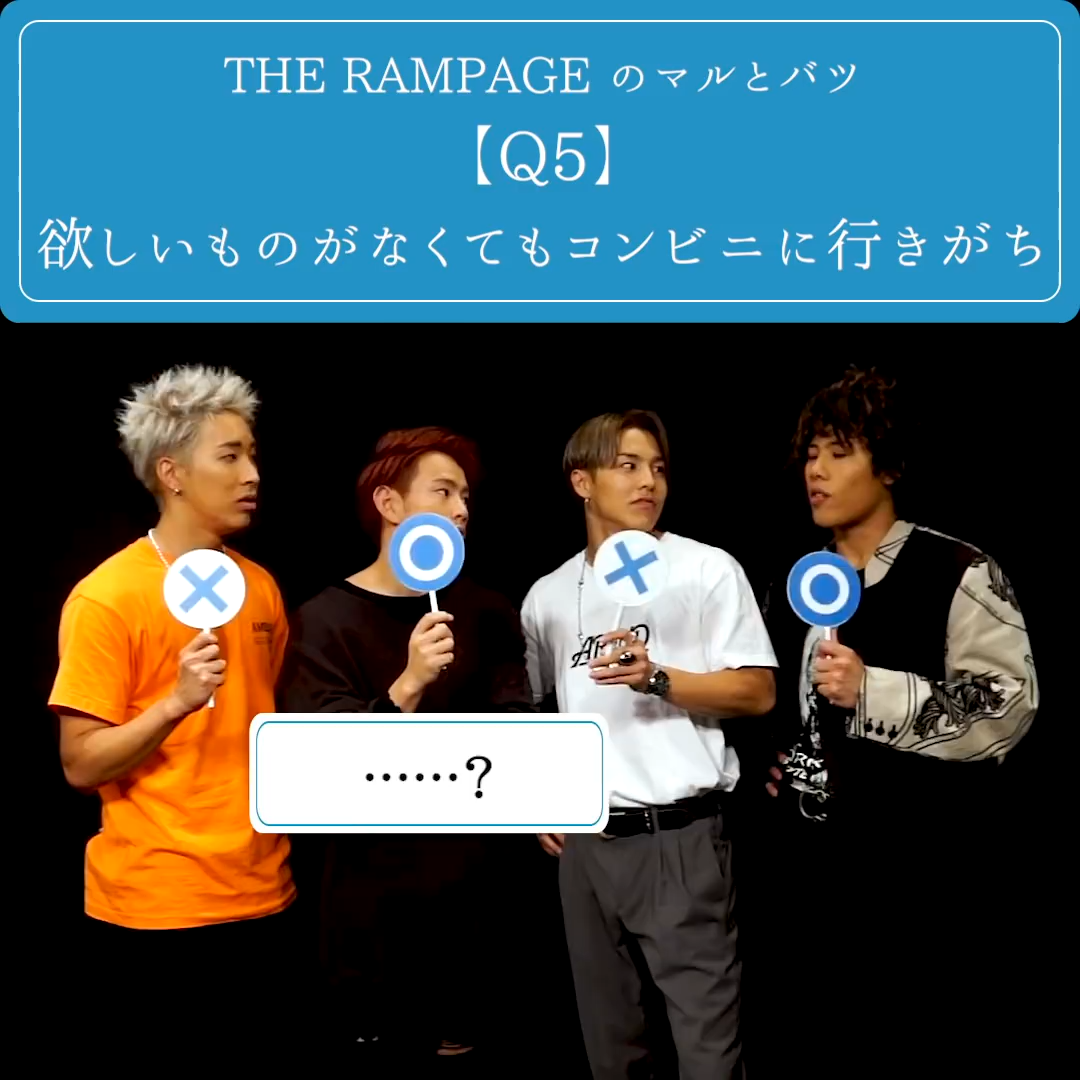 THE RAMPAGE のマルとバツ
【Q5】
欲しいものがなくてもコンビニに行きがち
……?